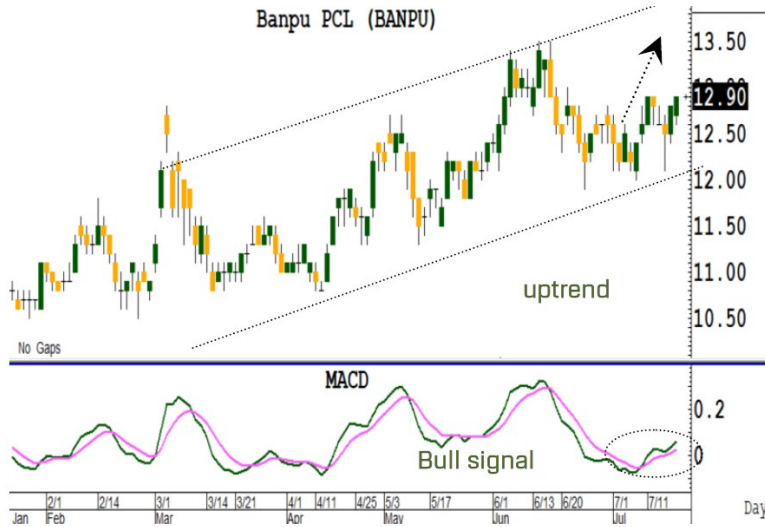 Banpu PCL (BANPU)
13.50
12.90
12.50
12.00
11.50
11.00
10.50
uptrend
No Gaps
MACD
0.2
0
Bull signal
2/1 2/14 3/1 3/14 3/21 4/1 4/11 4/25 5/3 5/17 6/1 6/13 6/20 7/1 7/11
Jan Feb Mar Apr May Jun Jul Day